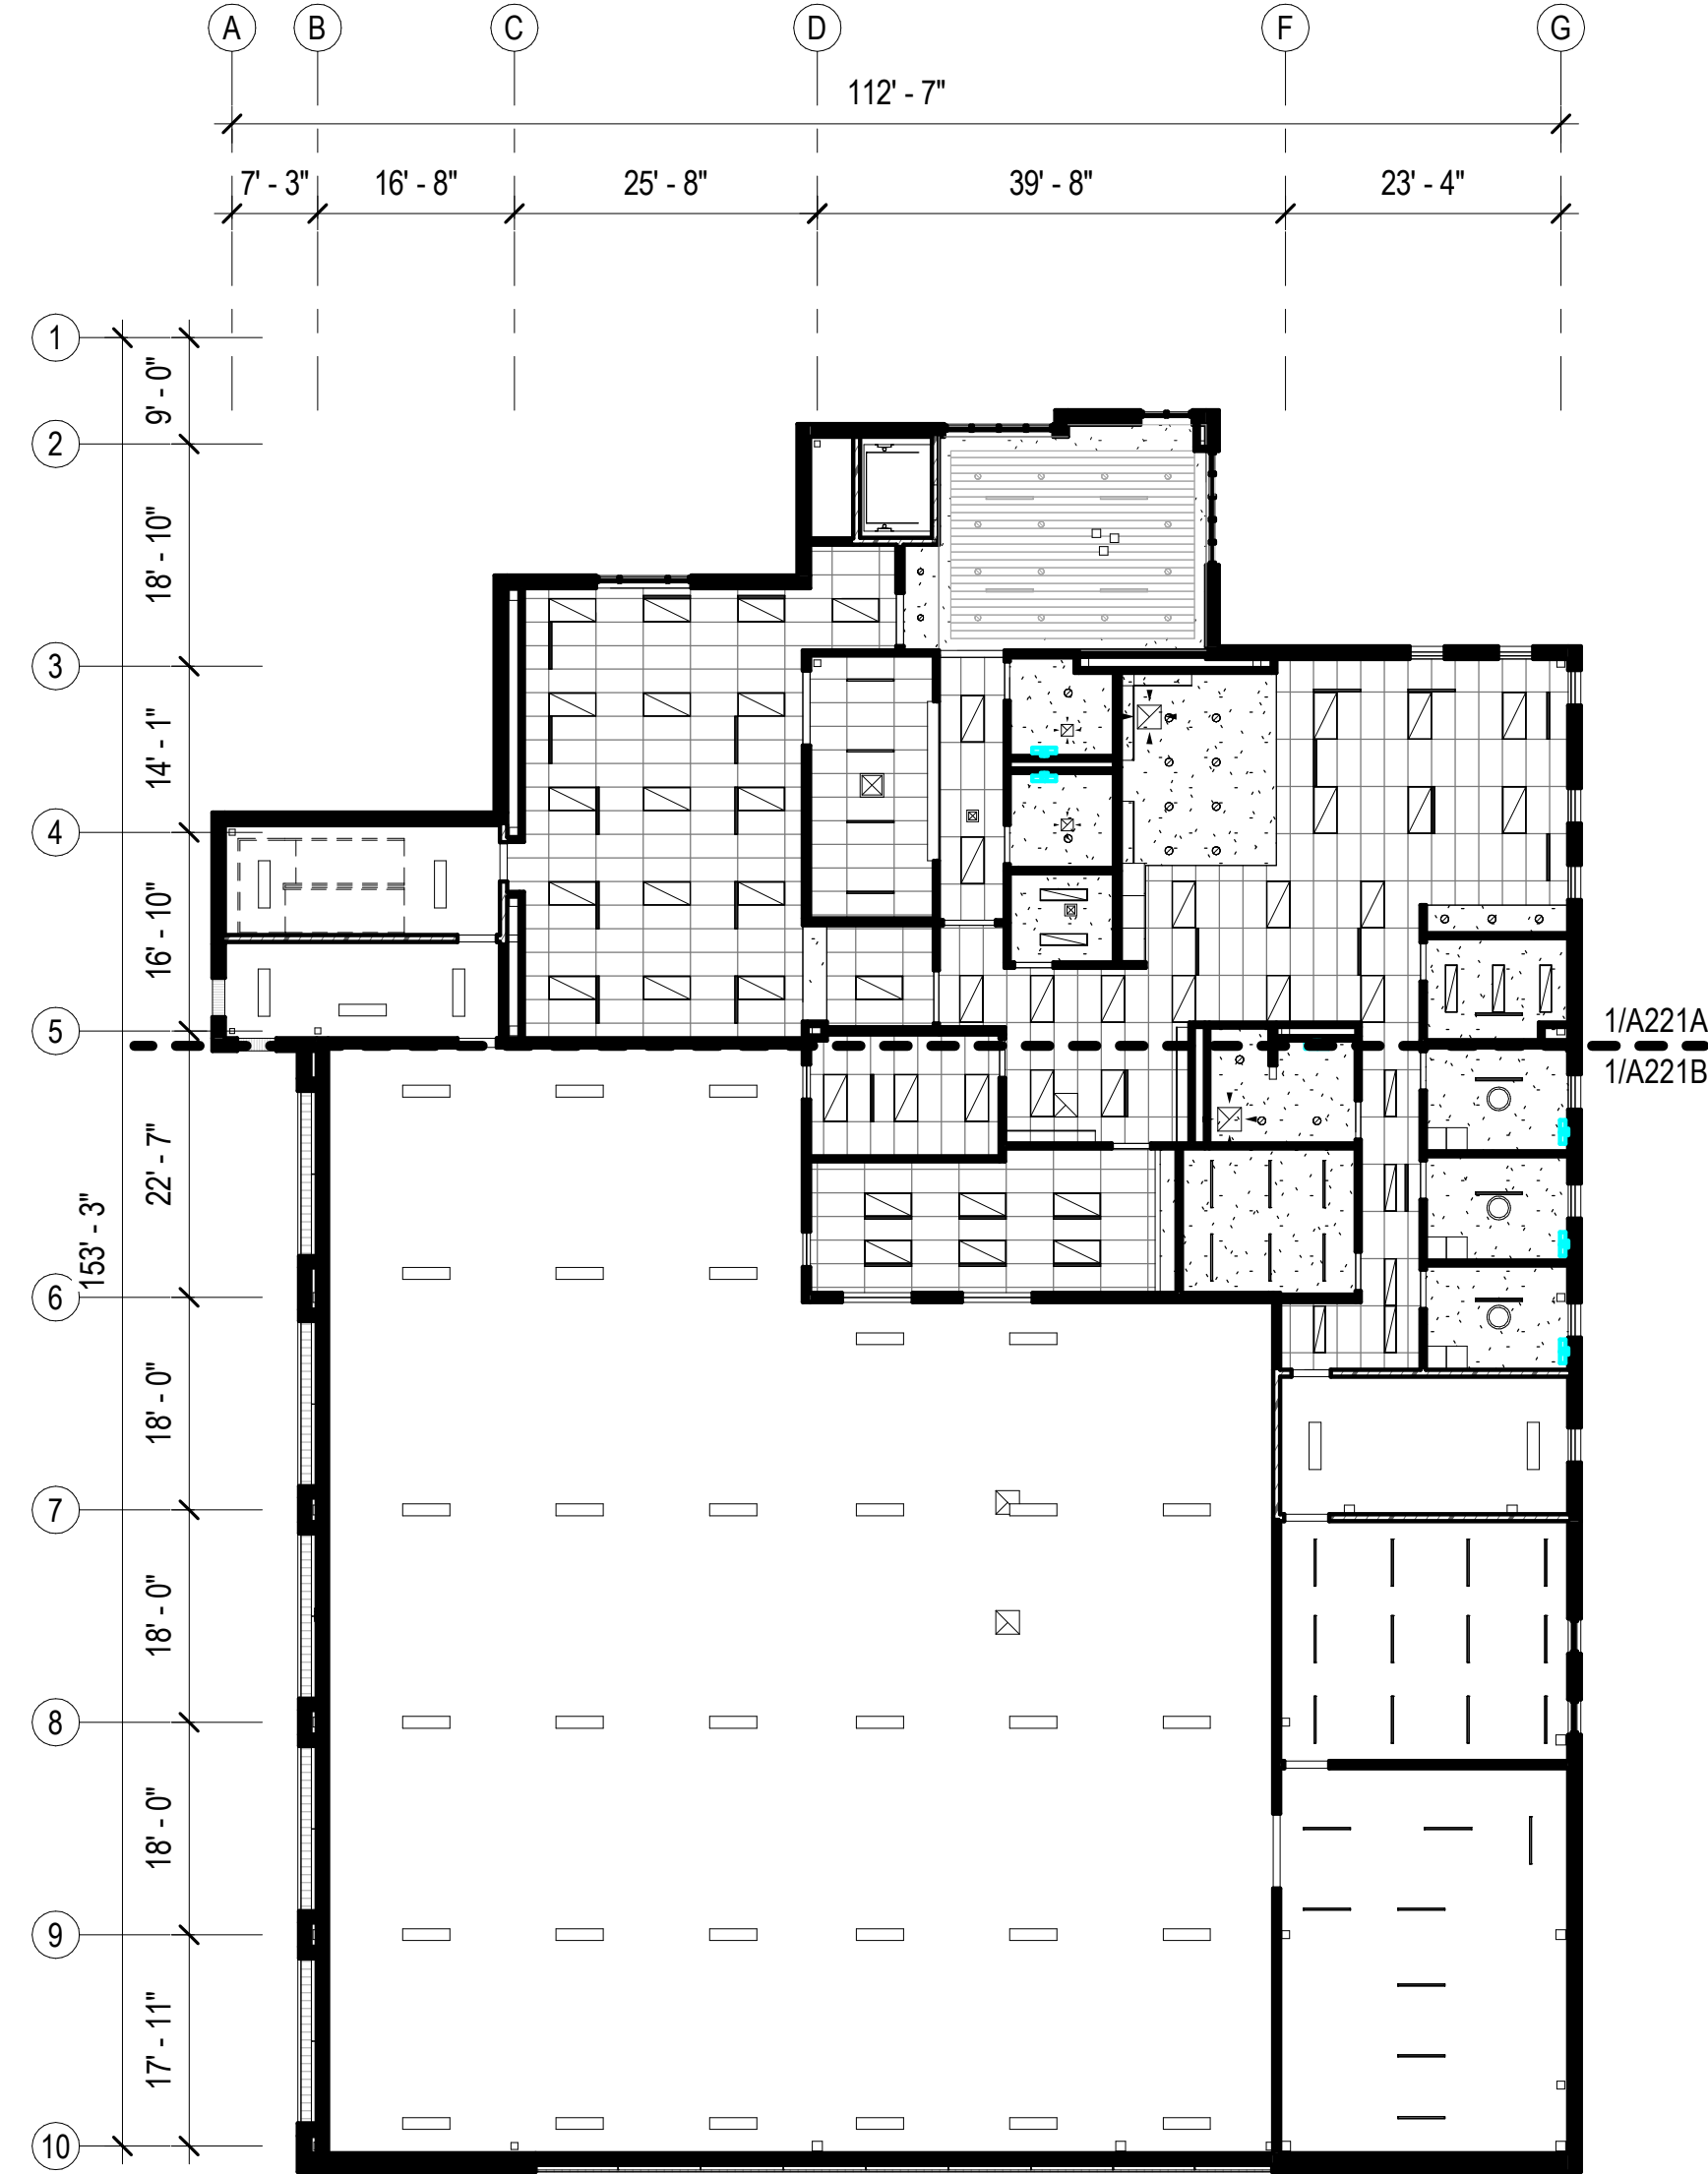 A B C D F G
112' - 7"
7' - 3" 16' - 8" 25' - 8" 39' - 8" 23' - 4"
1
9' - 0"
2
18' - 10"
3
14' - 1"
4
16' - 10"
5
1/A221A
1/A221B
22' - 7"
153' - 3"
6
18' - 0"
7
18' - 0"
8
18' - 0"
9
17' - 11"
10